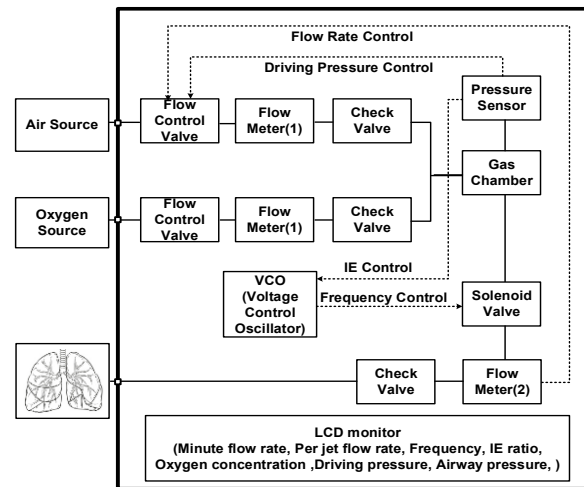 Flow Rate Control
Driving Pressure Control
Air Source
Flow
Control
Valve
Flow
Meter(1)
Check
Valve
Pressure
Sensor
Gas
Chamber
Oxygen
Source
Flow
Control
Valve
Flow
Meter(1)
Check
Valve
IE Control
VCO
(Voltage
Control
Oscillator)
Frequency Control
Solenoid
Valve
Check
Valve
Flow
Meter(2)
LCD monitor
(Minute flow rate, Per jet flow rate, Frequency, IE ratio,
Oxygen concentration ,Driving pressure, Airway pressure, )